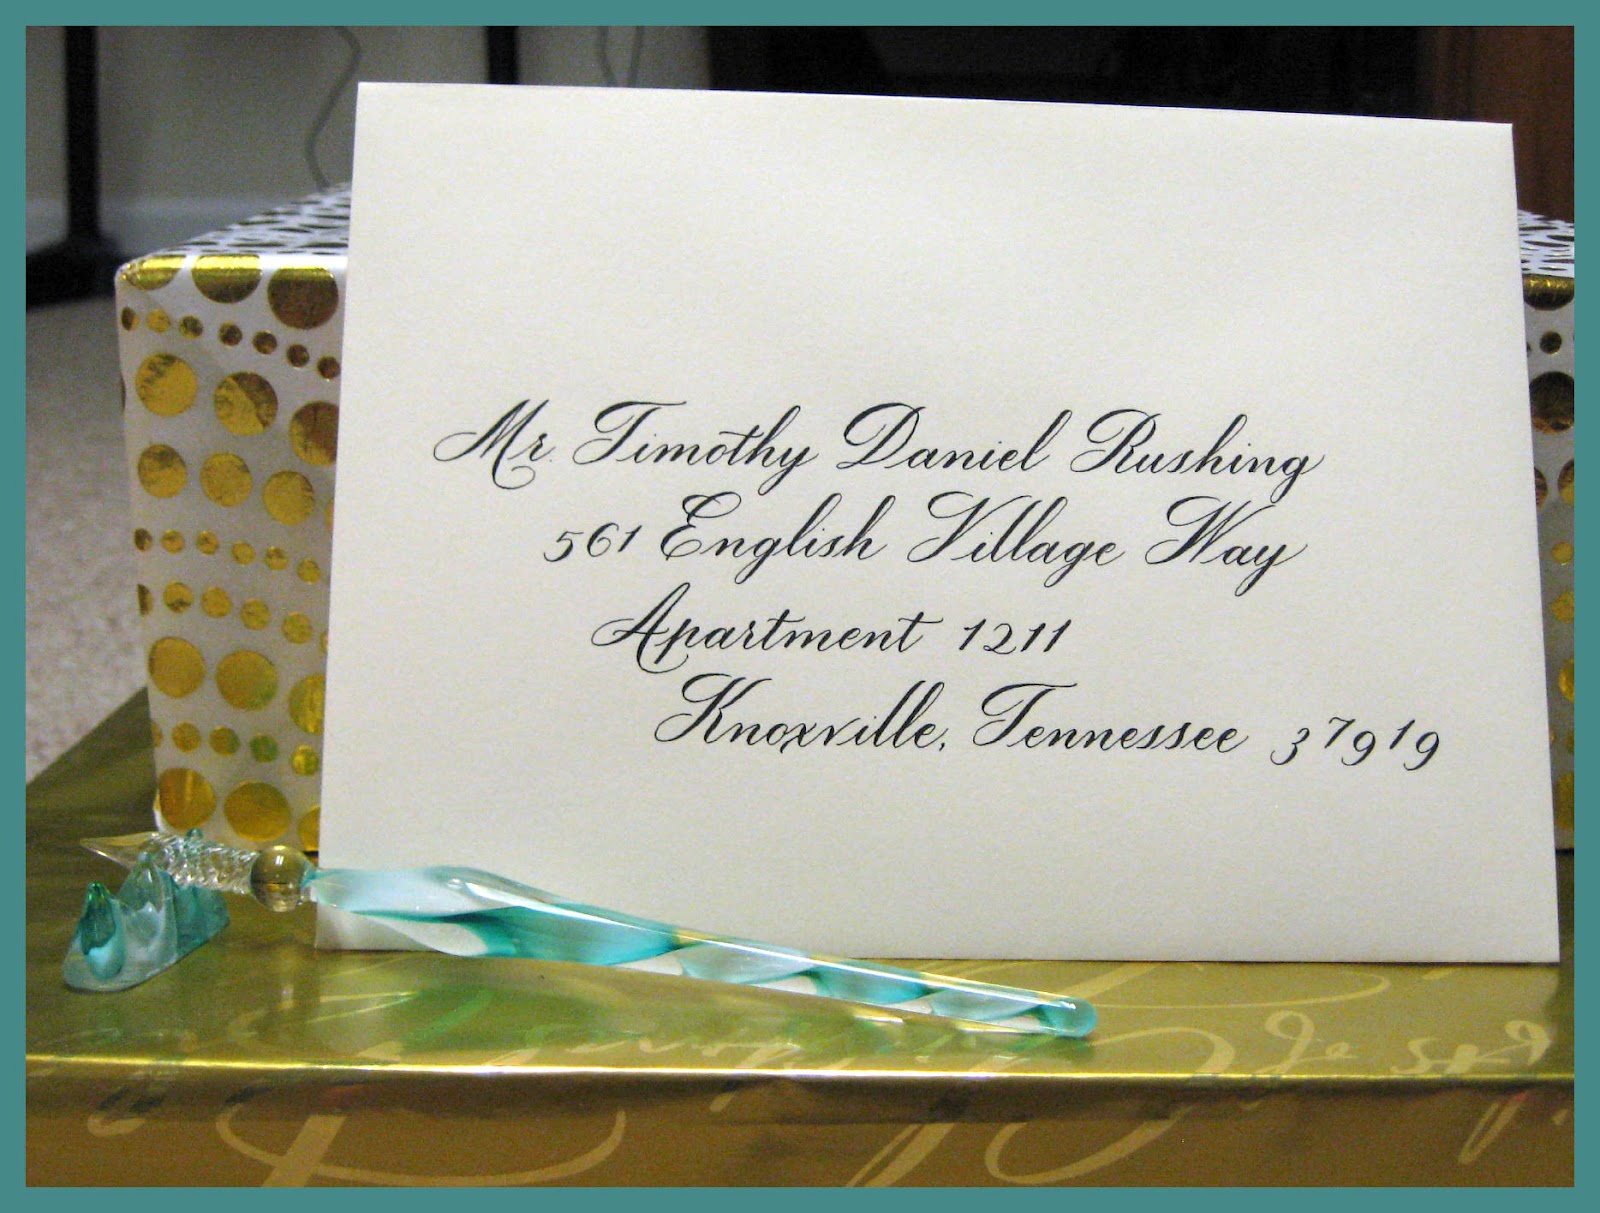 Mr. Timothy Daniel Rushing
561 English Village Way
Apartment 1211
Knoxville, Tennessee 37919